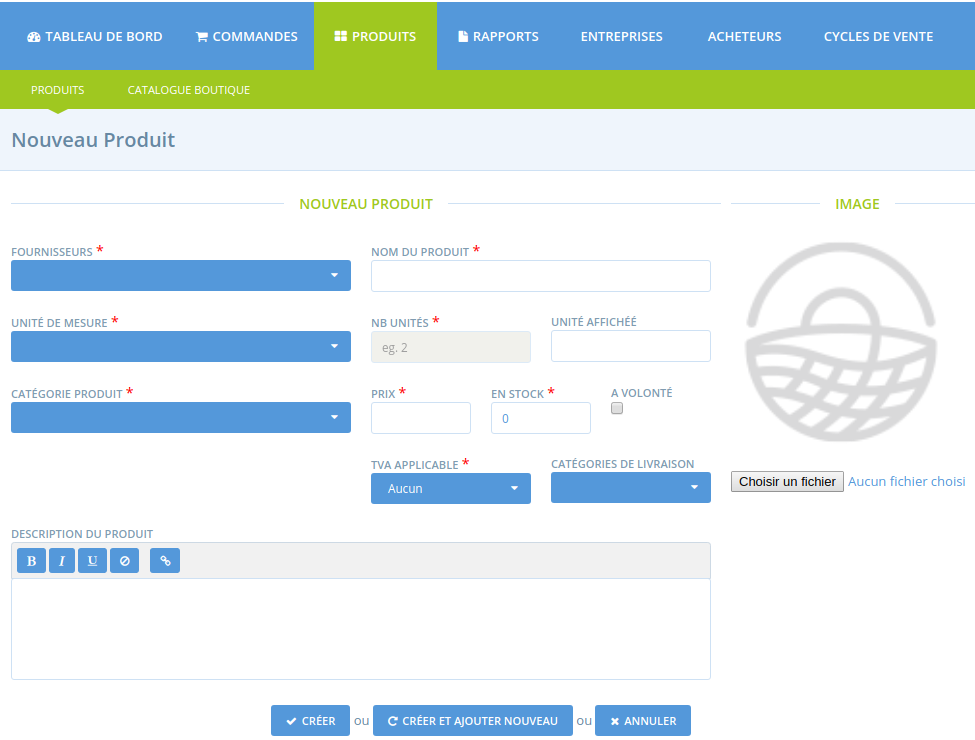 TABLEAU DE BORD COMMANDES PRODUITS RAPPORTS ENTREPRISES ACHETEURS CYCLES DE VENTE
PRODUITS CATALOGUE BOUTIQUE
Nouveau Produit
NOUVEAU PRODUIT IMAGE
FOURNISSEURS * NOM DU PRODUIT *
UNITÉ DE MESURE * NB UNITÉS * UNITÉ AFFICHÉÉ
eg. 2
CATÉGORIE PRODUIT * PRIX * EN STOCK * A VOLONTÉ
0
TVA APPLICABLE * CATÉGORIES DE LIVRAISON
Aucun
Choisir un fichier Aucun fichier choisi
DESCRIPTION DU PRODUIT
B I U
CRÉER ou CRÉER ET AJOUTER NOUVEAU ou ANNULER